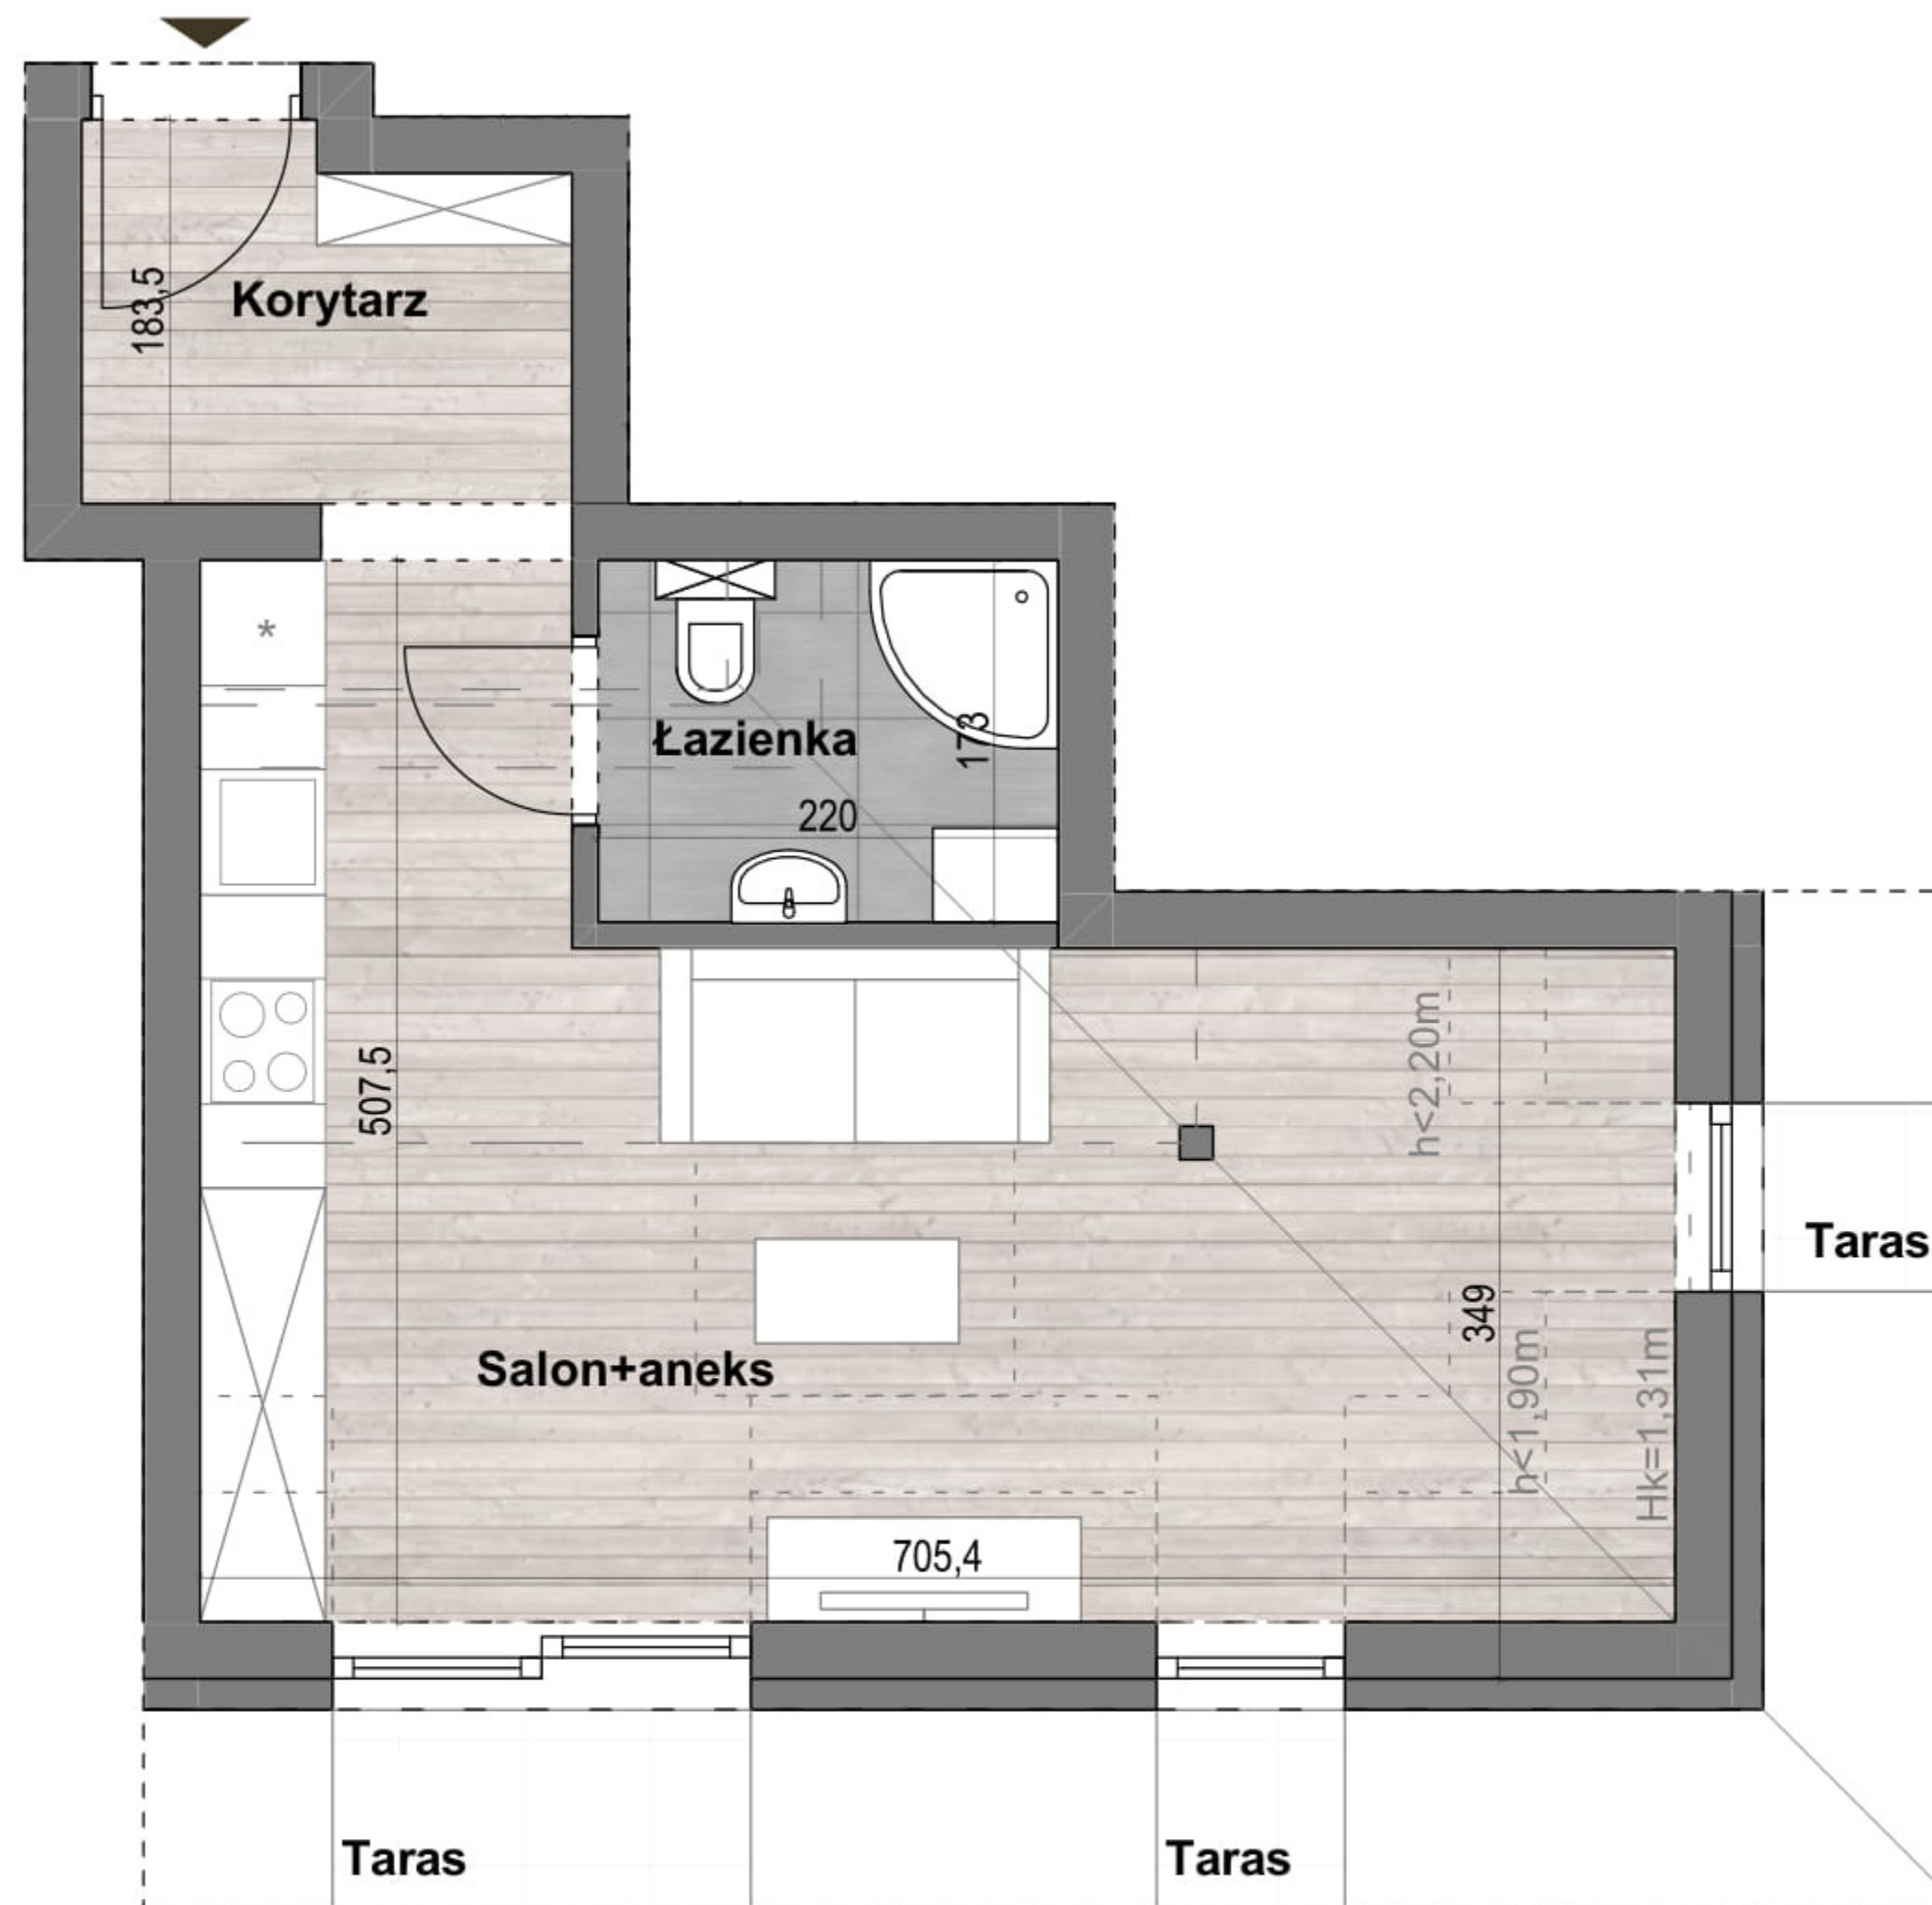 183,5
Korytarz
*
Łazienka
173
220
507,5
h<2,20m
Taras
349
h<1,90m
Hk=1,31m
Salon+aneks
705,4
Taras
Taras